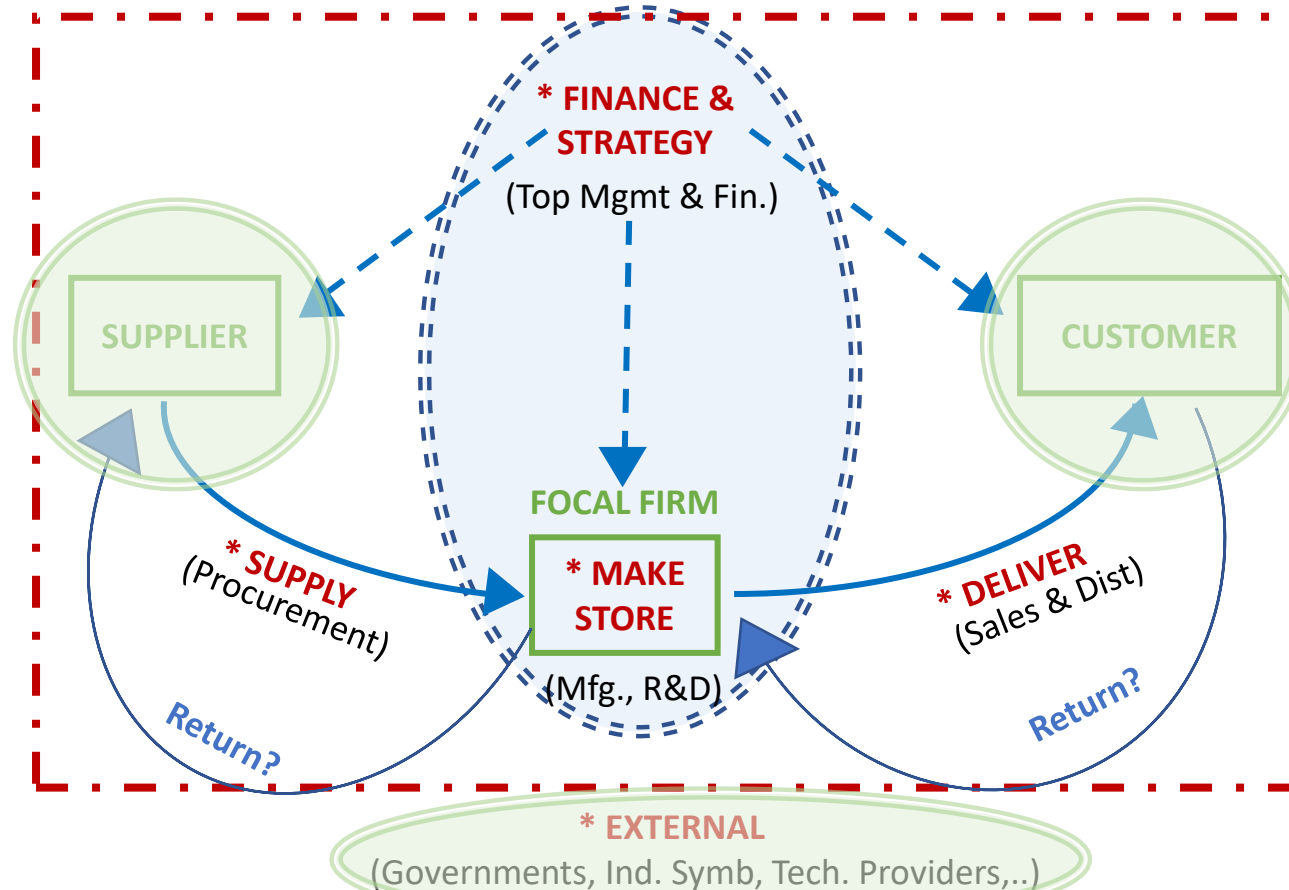 * FINANCE &
STRATEGY
(Top Mgmt & Fin.)
SUPPLIER
CUSTOMER
FOCAL FIRM
* MAKE
STORE
(Mfg., R&D)
* SUPPLY
(Procurement)
* DELIVER
(Sales & Dist)
Return?
Return?
* EXTERNAL
(Governments, Ind. Symb, Tech. Providers,..)